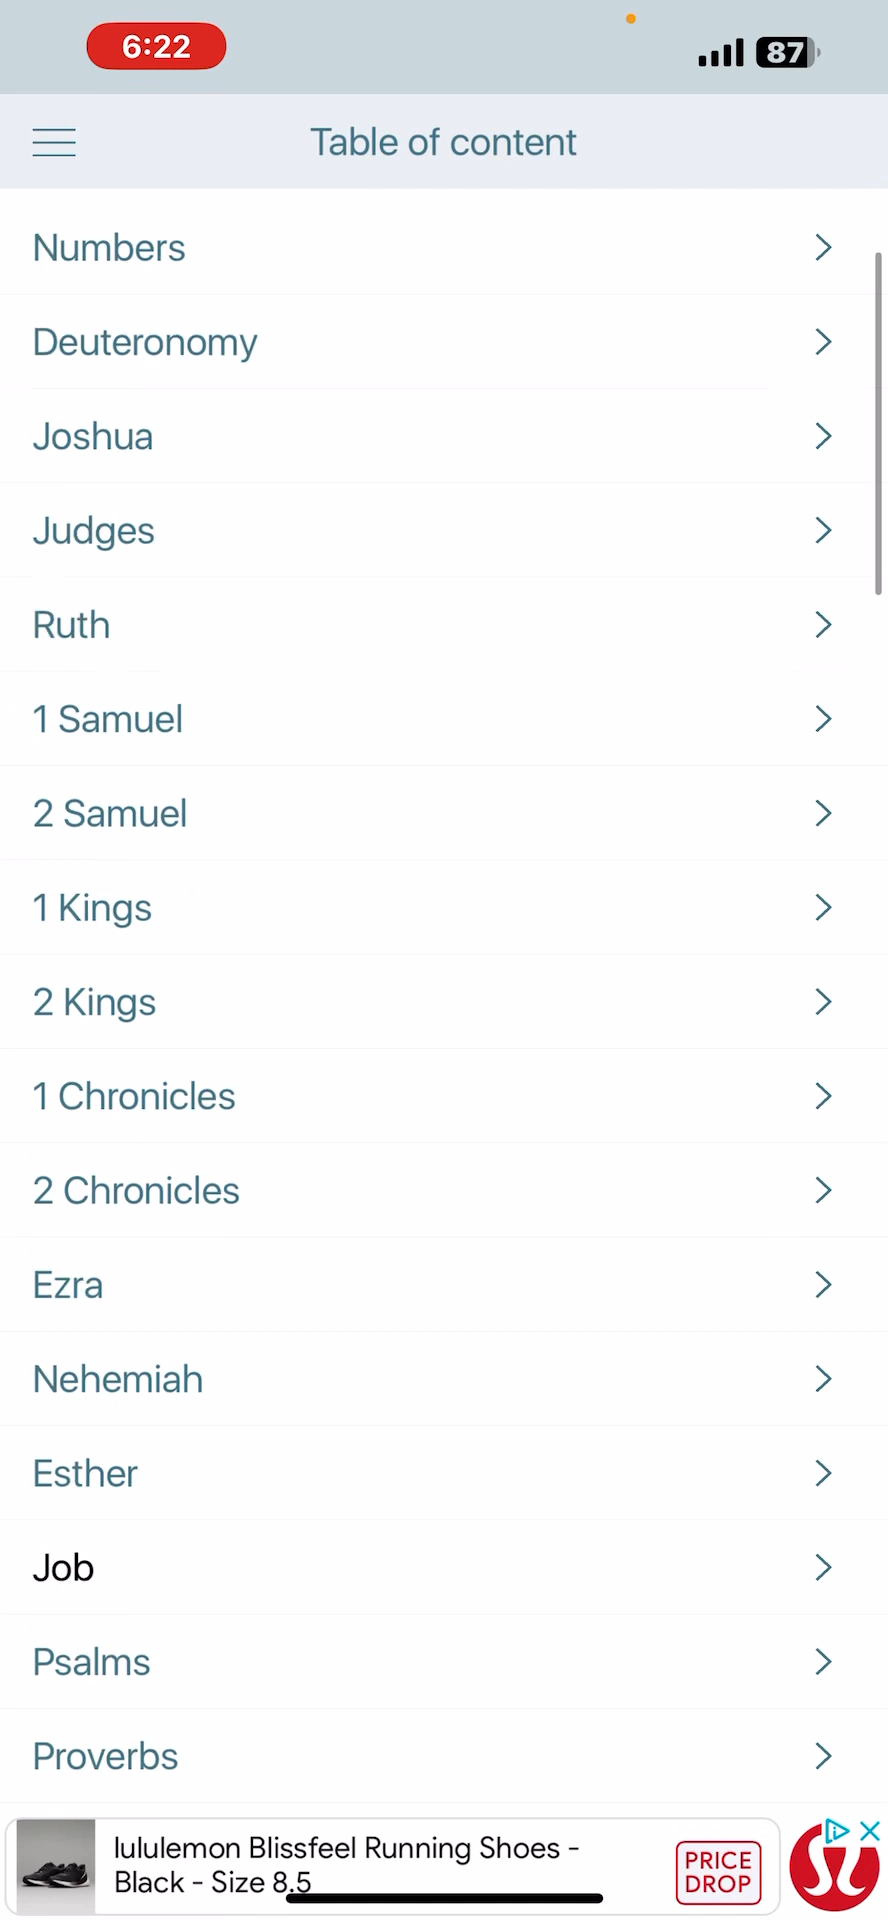 6:22
87
Table of content
Numbers
Deuteronomy
Joshua
Judges
Ruth
1 Samuel
2 Samuel
1 Kings
2 Kings
1 Chronicles
2 Chronicles
Ezra
Nehemiah
Esther
Job
Psalms
Proverbs
lululemon Blissfeel Running Shoes -
Black - Size 8.5
PRICE
DROP